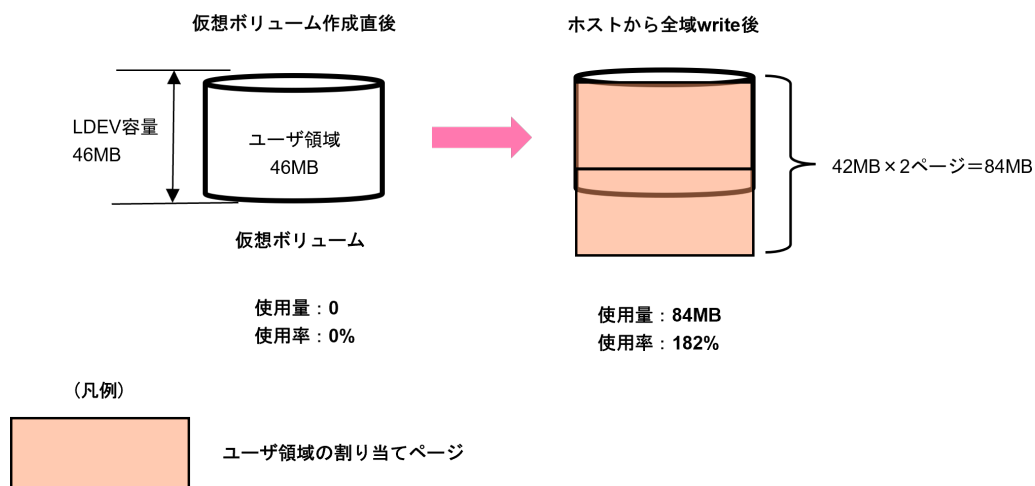 仮想ボリューム作成直後
ホストから全域write後
LDEV容量
46MB
ユーザ領域
46MB
42MB×2ページ＝84MB
仮想ボリューム
使用量：0
使用率：0%
使用量：84MB
使用率：182%
（凡例）
ユーザ領域の割り当てページ